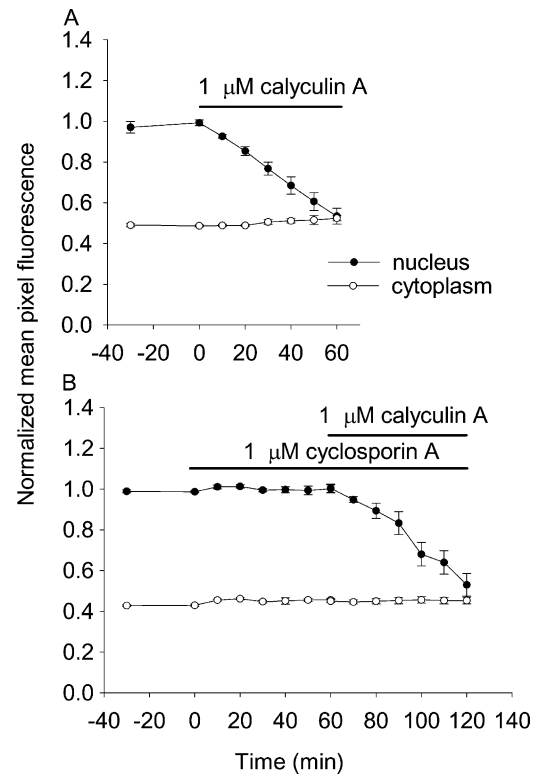 A
1.4
1.2
1.0
0.8
0.6
0.4
0.2
0.0
1 μM calyculin A
nucleus
cytoplasm
-40 -20 0 20 40 60
Normalized mean pixel fluorescence
B
1.4
1.2
1.0
0.8
0.6
0.4
0.2
0.0
1 μM calyculin A
1 μM cyclosporin A
-40 -20 0 20 40 60 80 100 120 140
Time (min)